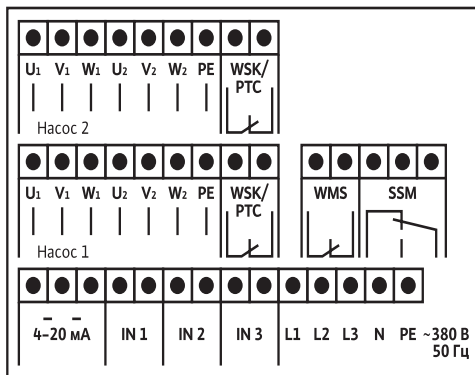 U1 V1 W1 U2 V2 W2 PE WSK/
PTC
Насос 2
U1 V1 W1 U2 V2 W2 PE WSK/
PTC
WMS SSM
Насос 1
4–20 мА IN 1 IN 2 IN 3 L1 L2 L3 N PE ~380 В
50 Гц